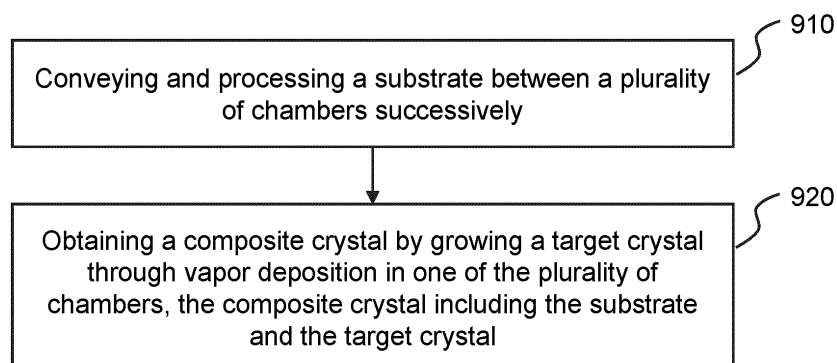 910
Conveying and processing a substrate between a plurality
of chambers successively
920
Obtaining a composite crystal by growing a target crystal
through vapor deposition in one of the plurality of
chambers, the composite crystal including the substrate
and the target crystal